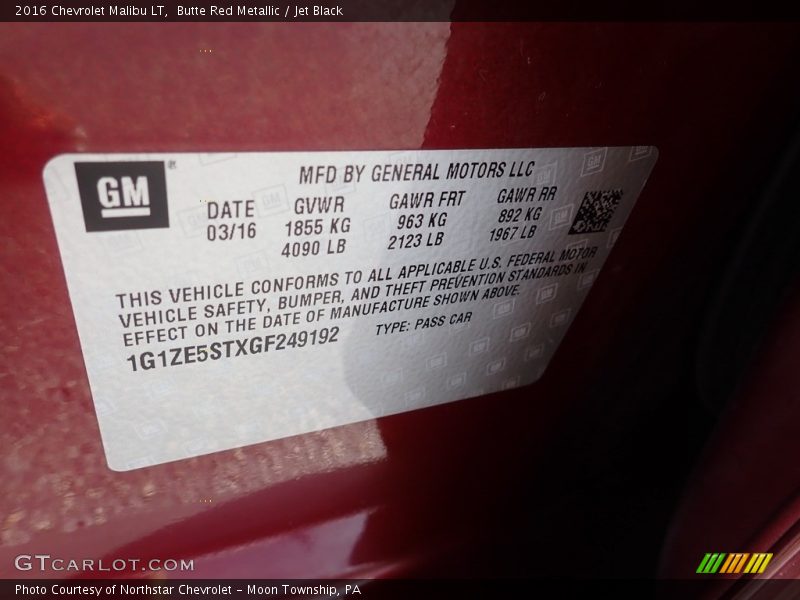 2016 Chevrolet Malibu LT,  Butte Red Metallic / Jet Black
GM®
MFD BY GENERAL MOTORS LLC
DATE GVWR GAWR FRT GAWR RR
03/16 1855 KG 963 KG 892 KG
4090 LB 2123 LB 1967 LB
THIS VEHICLE CONFORMS TO ALL APPLICABLE U.S. FEDERAL MOTOR
VEHICLE SAFETY, BUMPER, AND THEFT PREVENTION STANDARDS IN
EFFECT ON THE DATE OF MANUFACTURE SHOWN ABOVE.
1G1ZE5STXGF249192 TYPE: PASS CAR
GTCARLOT.COM
Photo Courtesy of Northstar Chevrolet – Moon Township, PA